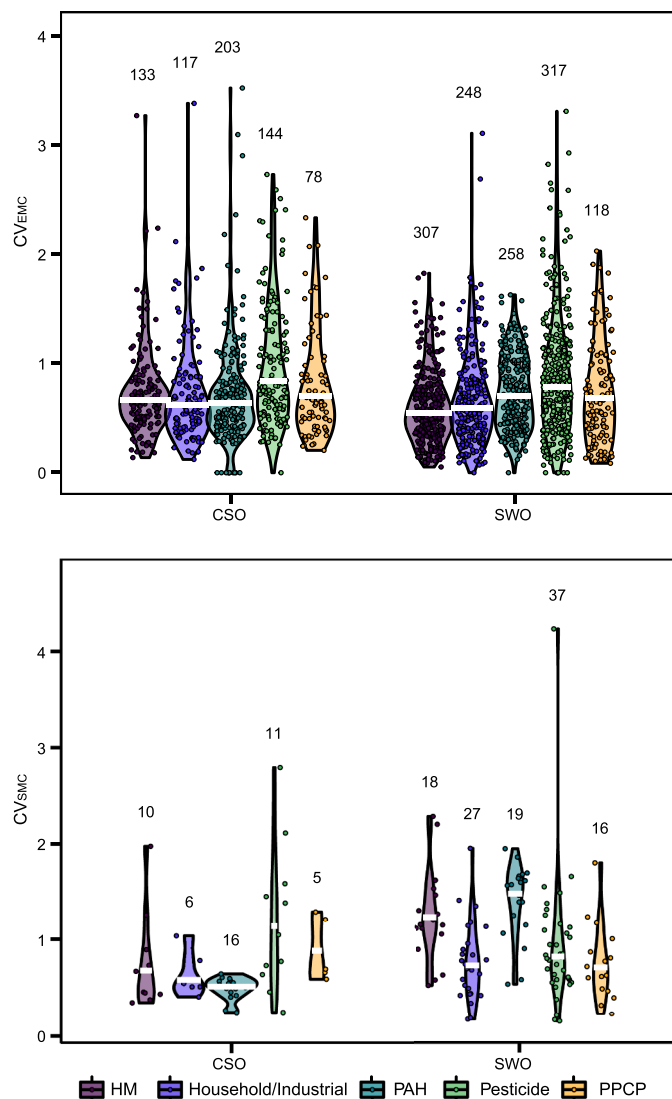 4
317
203
248
133
117
3
144
78
118
307
258
CVEMC
2
1
0
CSO
SWO
37
4
11
3
18
10
27
19
16
CVSMC
2
5
6
16
1
0
CSO
SWO
HM
Household/Industrial
PAH
Pesticide
PPCP